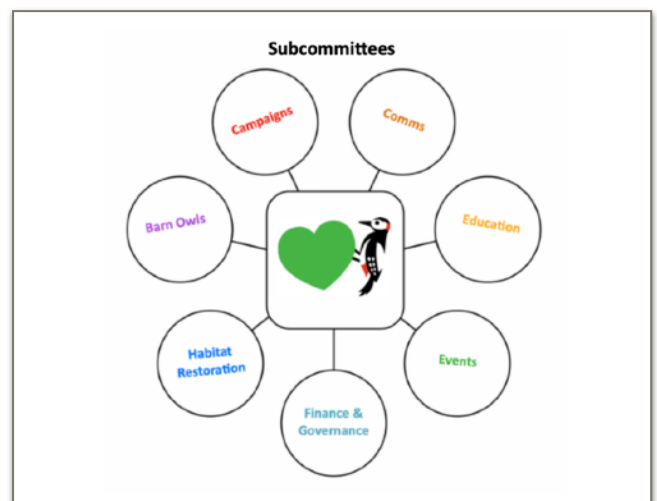 Subcommittees
Campaigns
Comms
Barn Owls
Education
Habitat
Restoration
Events
Finance &
Governance